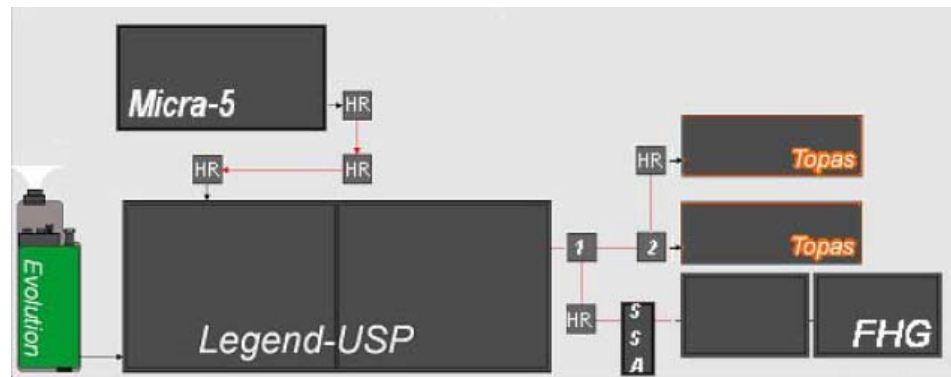 Micra-5
HR
HR
HR
HR
Topas
Topas
Evolution
Legend-USP
1
2
HR
S
S
A
FHG